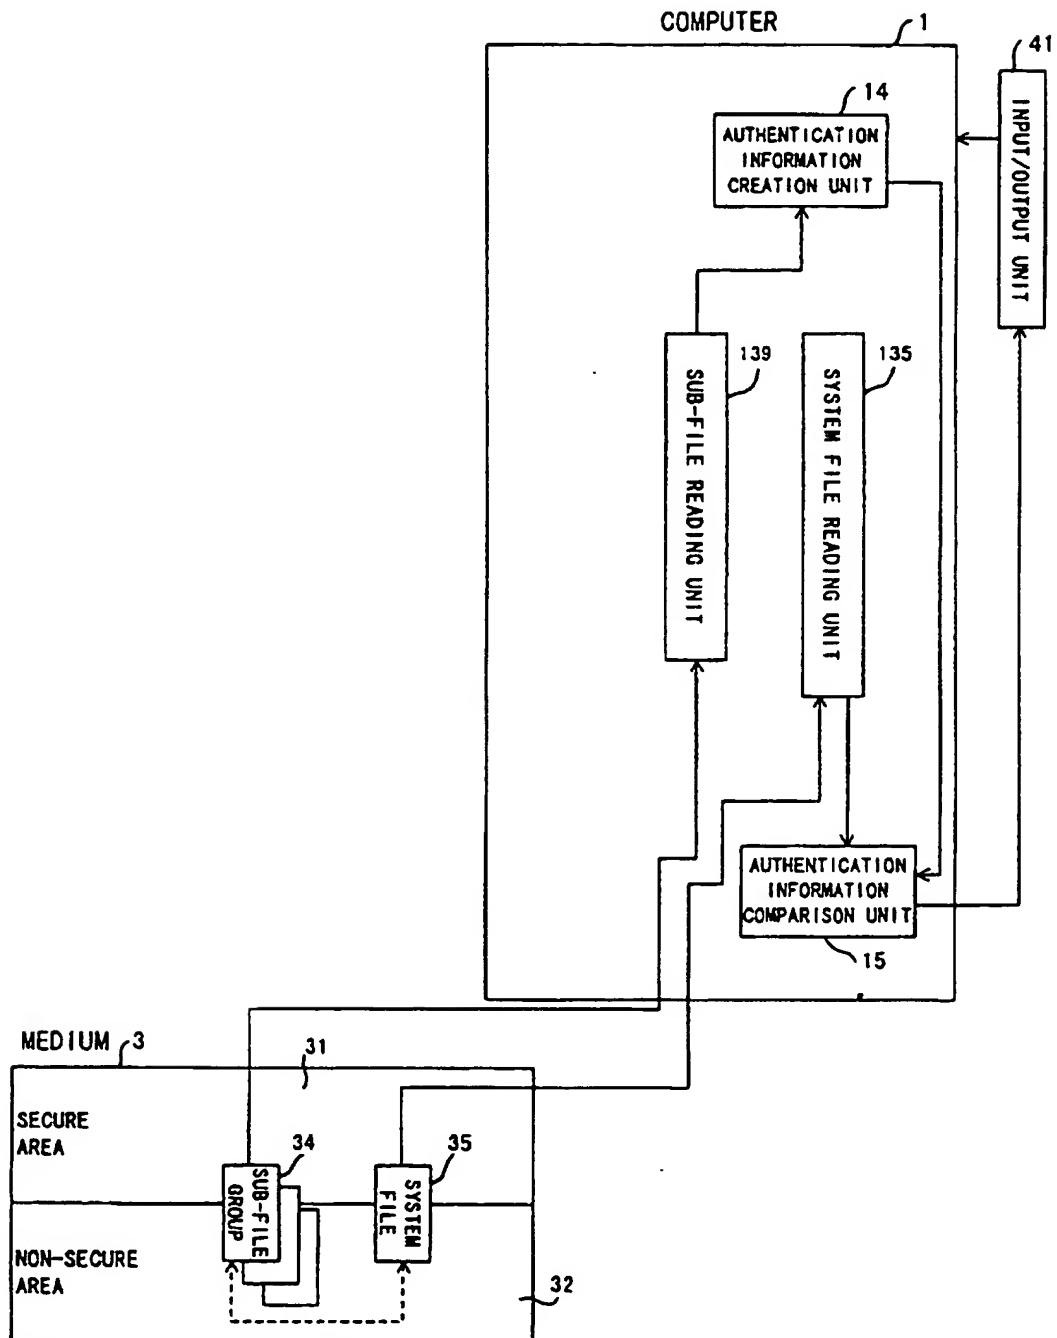 COMPUTER
1
41
INPUT/OUTPUT UNIT
14
AUTHENTICATION
INFORMATION
CREATION UNIT
139
SUB-FILE READING UNIT
135
SYSTEM FILE READING UNIT
AUTHENTICATION
INFORMATION
COMPARISON UNIT
15
MEDIUM 3
31
SECURE
AREA
34
SUB-FILE
GROUP
35
SYSTEM
FILE
NON-SECURE
AREA
32